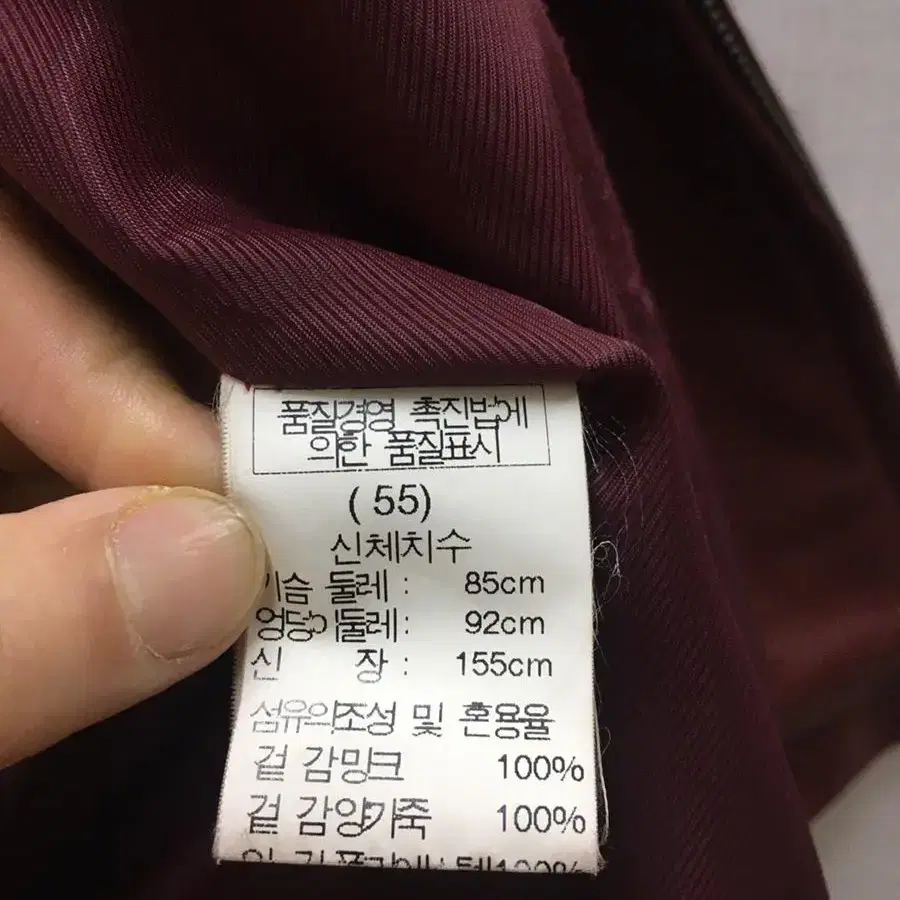 품질경영 촉진법에
의한 품질표시
(55)
신체치수
가슴 둘레 : 85cm
엉덩이둘레 : 92cm
신 장 : 155cm
섬유의조성 및 혼용율
겉 감밍크 100%
겉 감양가죽 100%
100%